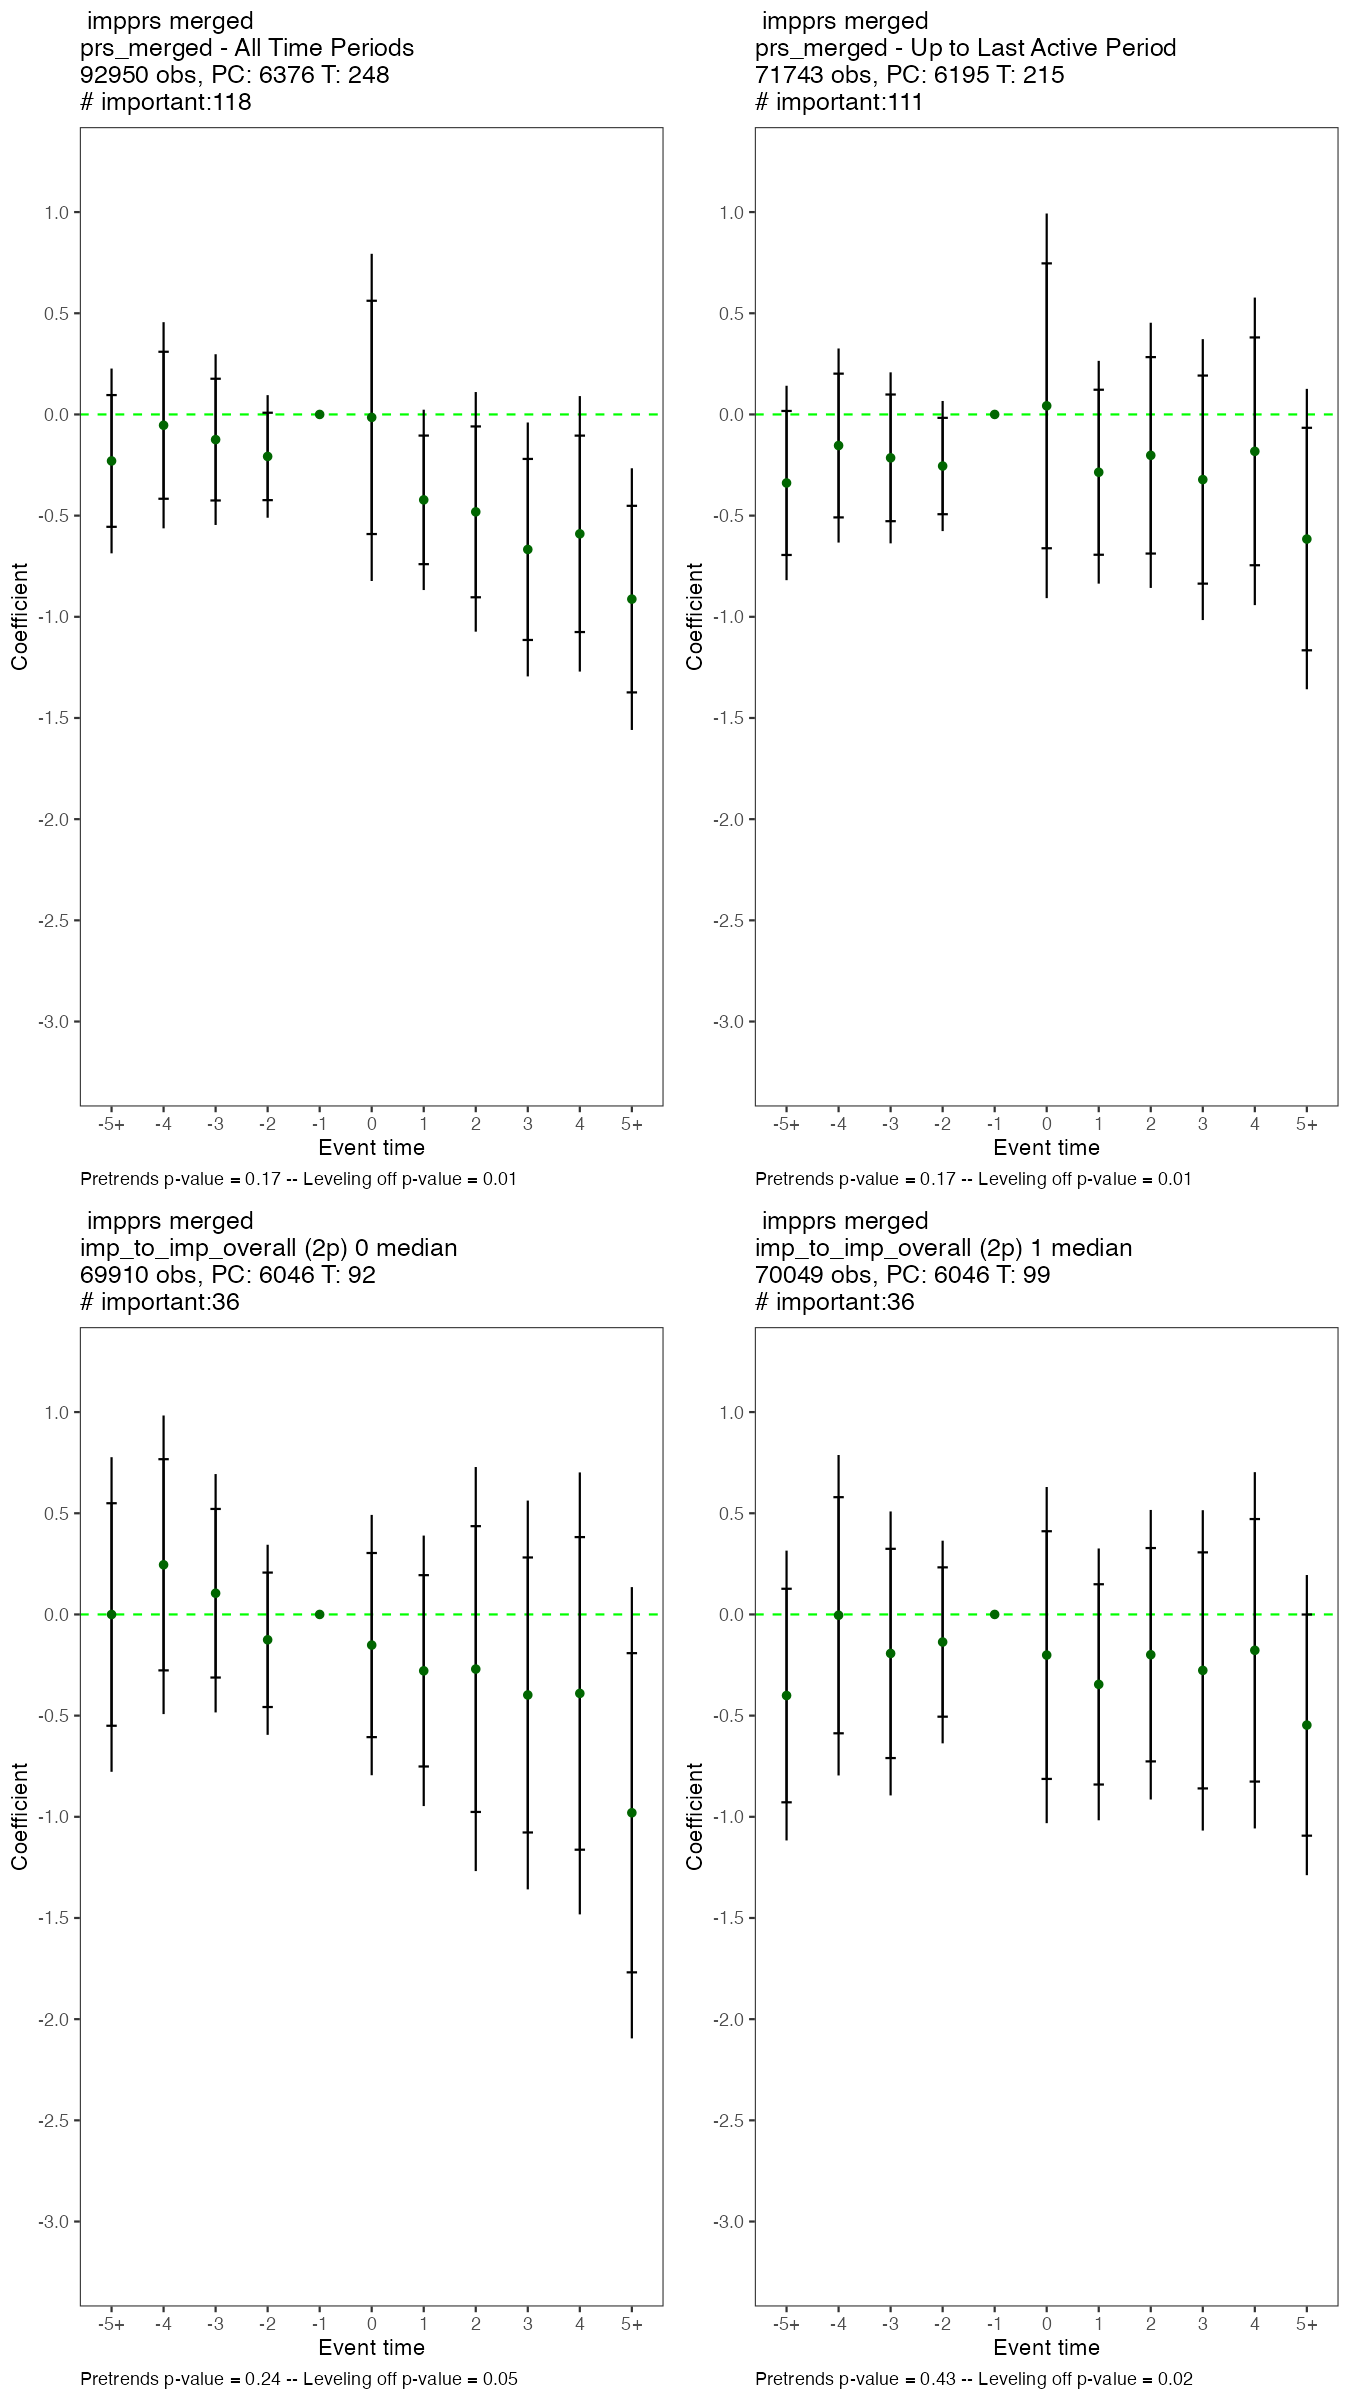 impprs merged
prs_merged - All Time Periods
92950 obs, PC: 6376 T: 248
# important:118
1.0
0.5
0.0
-0.5
-1.0
-1.5
-2.0
-2.5
-3.0
Coefficient
-5+ -4 -3 -2 -1 0 1 2 3 4 5+
Event time
Pretrends p-value = 0.17 -- Leveling off p-value = 0.01
impprs merged
prs_merged - Up to Last Active Period
71743 obs, PC: 6195 T: 215
# important:111
1.0
0.5
0.0
-0.5
-1.0
-1.5
-2.0
-2.5
-3.0
Coefficient
-5+ -4 -3 -2 -1 0 1 2 3 4 5+
Event time
Pretrends p-value = 0.17 -- Leveling off p-value = 0.01
impprs merged
imp_to_imp_overall (2p) 0 median
69910 obs, PC: 6046 T: 92
# important:36
1.0
0.5
0.0
-0.5
-1.0
-1.5
-2.0
-2.5
-3.0
Coefficient
-5+ -4 -3 -2 -1 0 1 2 3 4 5+
Event time
Pretrends p-value = 0.24 -- Leveling off p-value = 0.05
impprs merged
imp_to_imp_overall (2p) 1 median
70049 obs, PC: 6046 T: 99
# important:36
1.0
0.5
0.0
-0.5
-1.0
-1.5
-2.0
-2.5
-3.0
Coefficient
-5+ -4 -3 -2 -1 0 1 2 3 4 5+
Event time
Pretrends p-value = 0.43 -- Leveling off p-value = 0.02